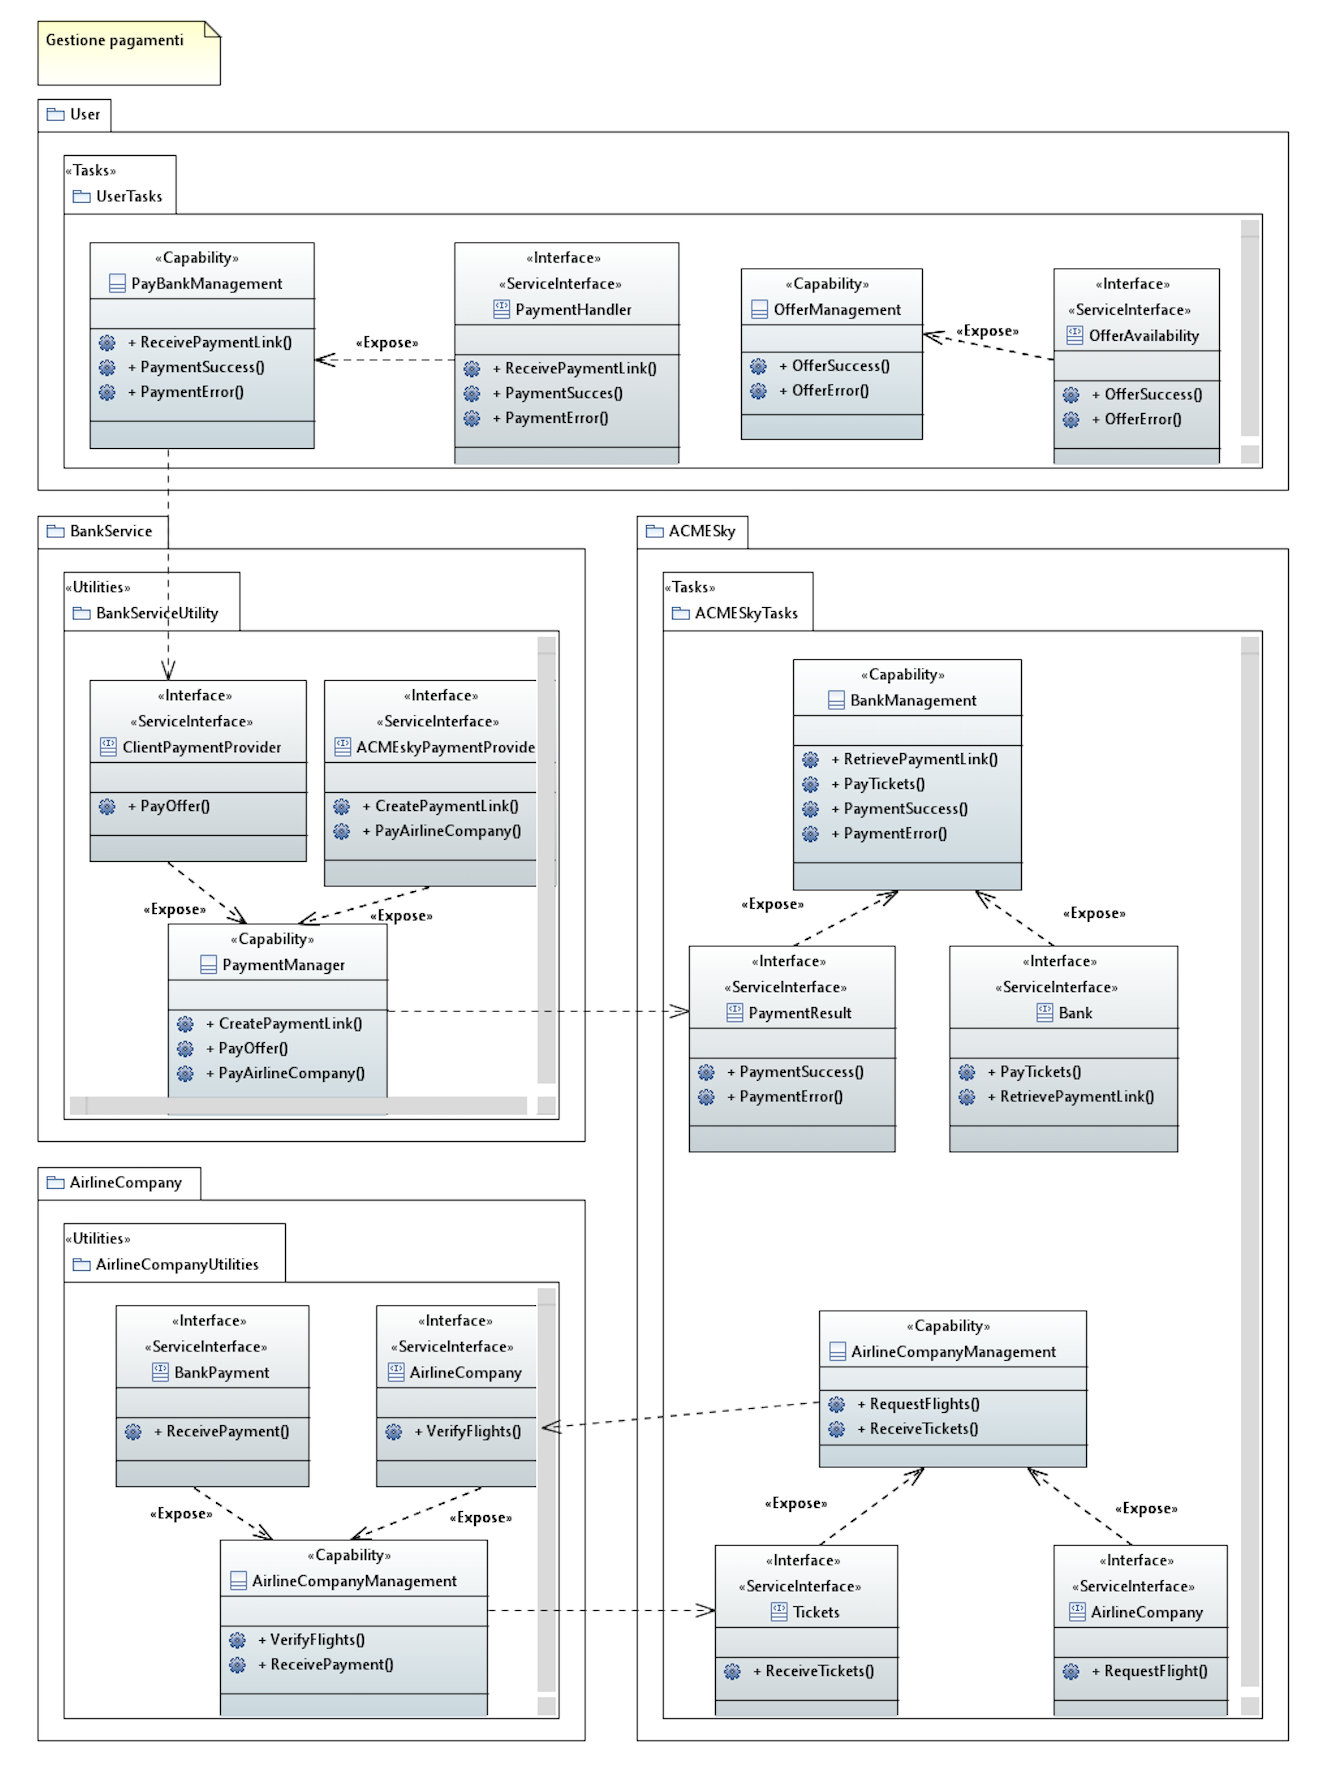 Gestione pagamenti
User
«Tasks»
UserTasks
«Capability»
PayBankManagement
+ ReceivePaymentLink()
+ PaymentSuccess()
+ PaymentError()
«Expose»
«Interface»
«ServiceInterface»
PaymentHandler
+ ReceivePaymentLink()
+ PaymentSucces()
+ PaymentError()
«Capability»
OfferManagement
+ OfferSuccess()
+ OfferError()
«Expose»
«Interface»
«ServiceInterface»
OfferAvailability
+ OfferSuccess()
+ OfferError()
BankService
«Utilities»
BankServiceUtility
«Interface»
«ServiceInterface»
ClientPaymentProvider
+ PayOffer()
«Interface»
«ServiceInterface»
ACMEskyPaymentProvide
+ CreatePaymentLink()
+ PayAirlineCompany()
«Expose»
«Expose»
«Capability»
PaymentManager
+ CreatePaymentLink()
+ PayOffer()
+ PayAirlineCompany()
ACMESky
«Tasks»
ACMESkyTasks
«Capability»
BankManagement
+ RetrievePaymentLink()
+ PayTickets()
+ PaymentSuccess()
+ PaymentError()
«Expose»
«Expose»
«Interface»
«ServiceInterface»
PaymentResult
+ PaymentSuccess()
+ PaymentError()
«Interface»
«ServiceInterface»
Bank
+ PayTickets()
+ RetrievePaymentLink()
AirlineCompany
«Utilities»
AirlineCompanyUtilities
«Interface»
«ServiceInterface»
BankPayment
+ ReceivePayment()
«Interface»
«ServiceInterface»
AirlineCompany
+ VerifyFlights()
«Expose»
«Expose»
«Capability»
AirlineCompanyManagement
+ VerifyFlights()
+ ReceivePayment()
«Capability»
AirlineCompanyManagement
+ RequestFlights()
+ ReceiveTickets()
«Expose»
«Expose»
«Interface»
«ServiceInterface»
Tickets
+ ReceiveTickets()
«Interface»
«ServiceInterface»
AirlineCompany
+ RequestFlight()